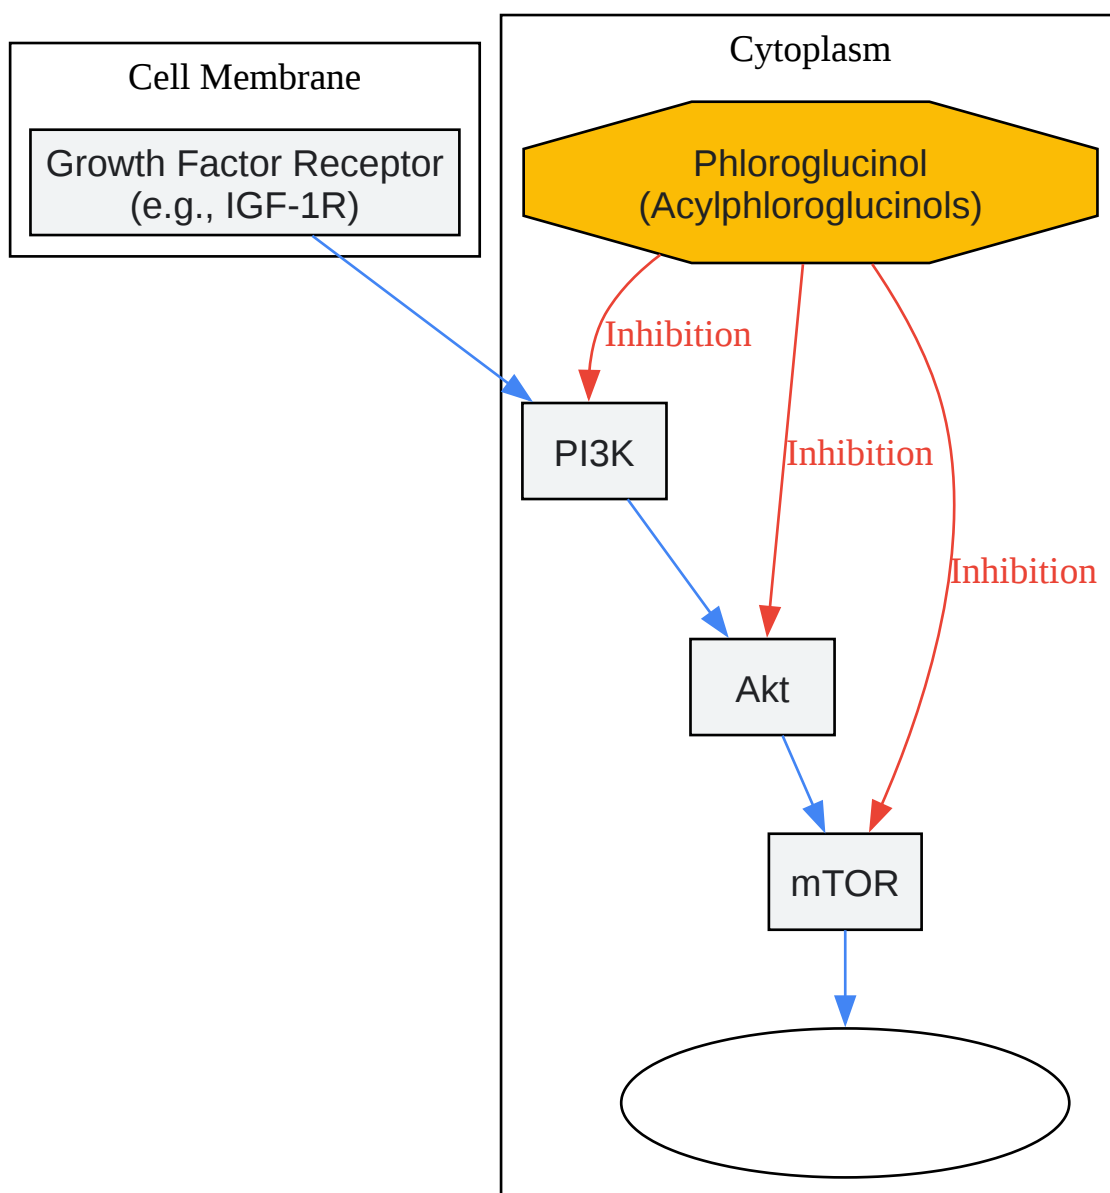 Cell Membrane
Growth Factor Receptor
(e.g., IGF-1R)
Cytoplasm
Phloroglucinol
(Acylphloroglucinols)
Inhibition
PI3K
Inhibition
Inhibition
Akt
mTOR